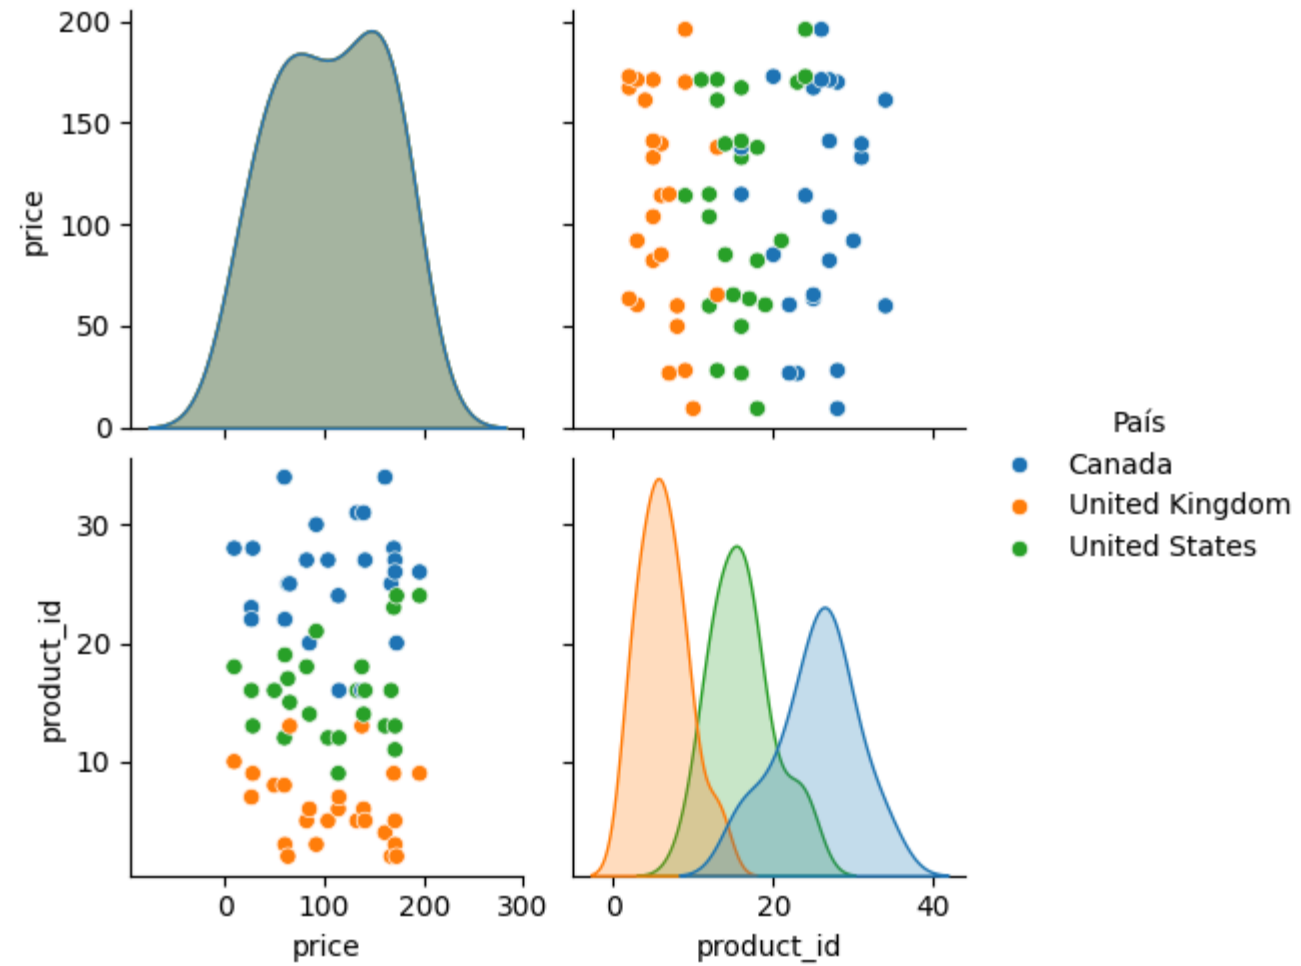 200
150
100
50
0
price
País
Canada
United Kingdom
United States
30
20
10
product_id
0 100 200 300
price
0 20 40
product_id